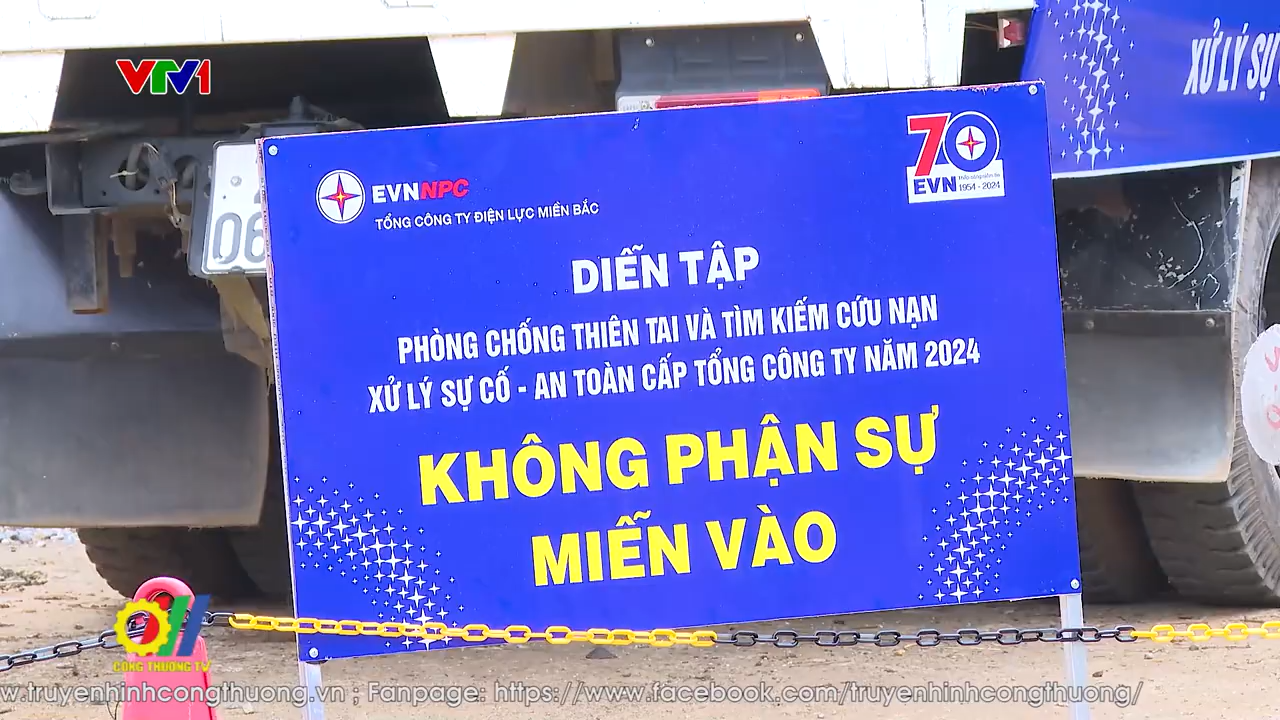 VTV1
XỬ LÝ SỰ
70
EVNNPC
EVN
1954 - 2024
TỔNG CÔNG TY ĐIỆN LỰC MIỀN BẮC
06
DIỄN TẬP
PHÒNG CHỐNG THIÊN TAI VÀ TÌM KIẾM CỨU NẠN
XỬ LÝ SỰ CỐ - AN TOÀN CẤP TỔNG CÔNG TY NĂM 2024
KHÔNG PHẬN SỰ
MIỄN VÀO
CÔNG THƯƠNG TV
w.truyenhinhcongthuong.vn ; Fanpage: https://www.facebook.com/truyenhinhcongthuong/